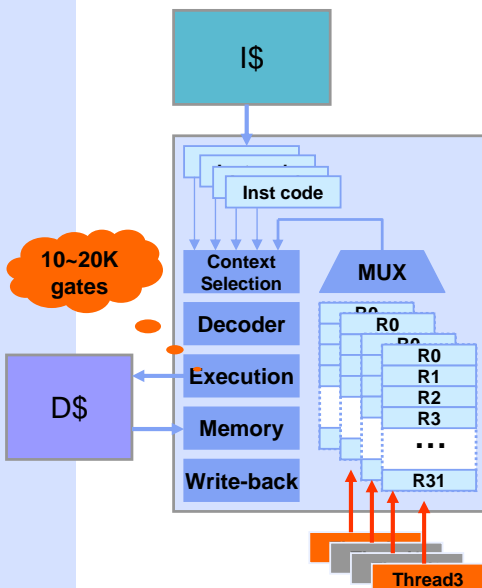 I$
Inst code
Context
Selection
MUX
10~20K
gates
R0
R0
R0
Decoder
R0
Execution
R1
D$
R2
Memory
R3
...
Write-back
R31
Thread3